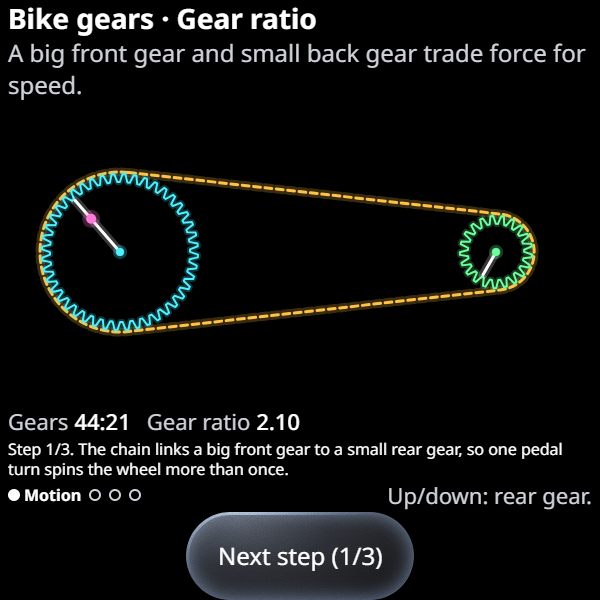 Bike gears · Gear ratio
A big front gear and small back gear trade force for
speed.
Gears 44:21 Gear ratio 2.10
Step 1/3. The chain links a big front gear to a small rear gear, so one pedal
turn spins the wheel more than once.
Motion
Up/down: rear gear.
Next step (1/3)